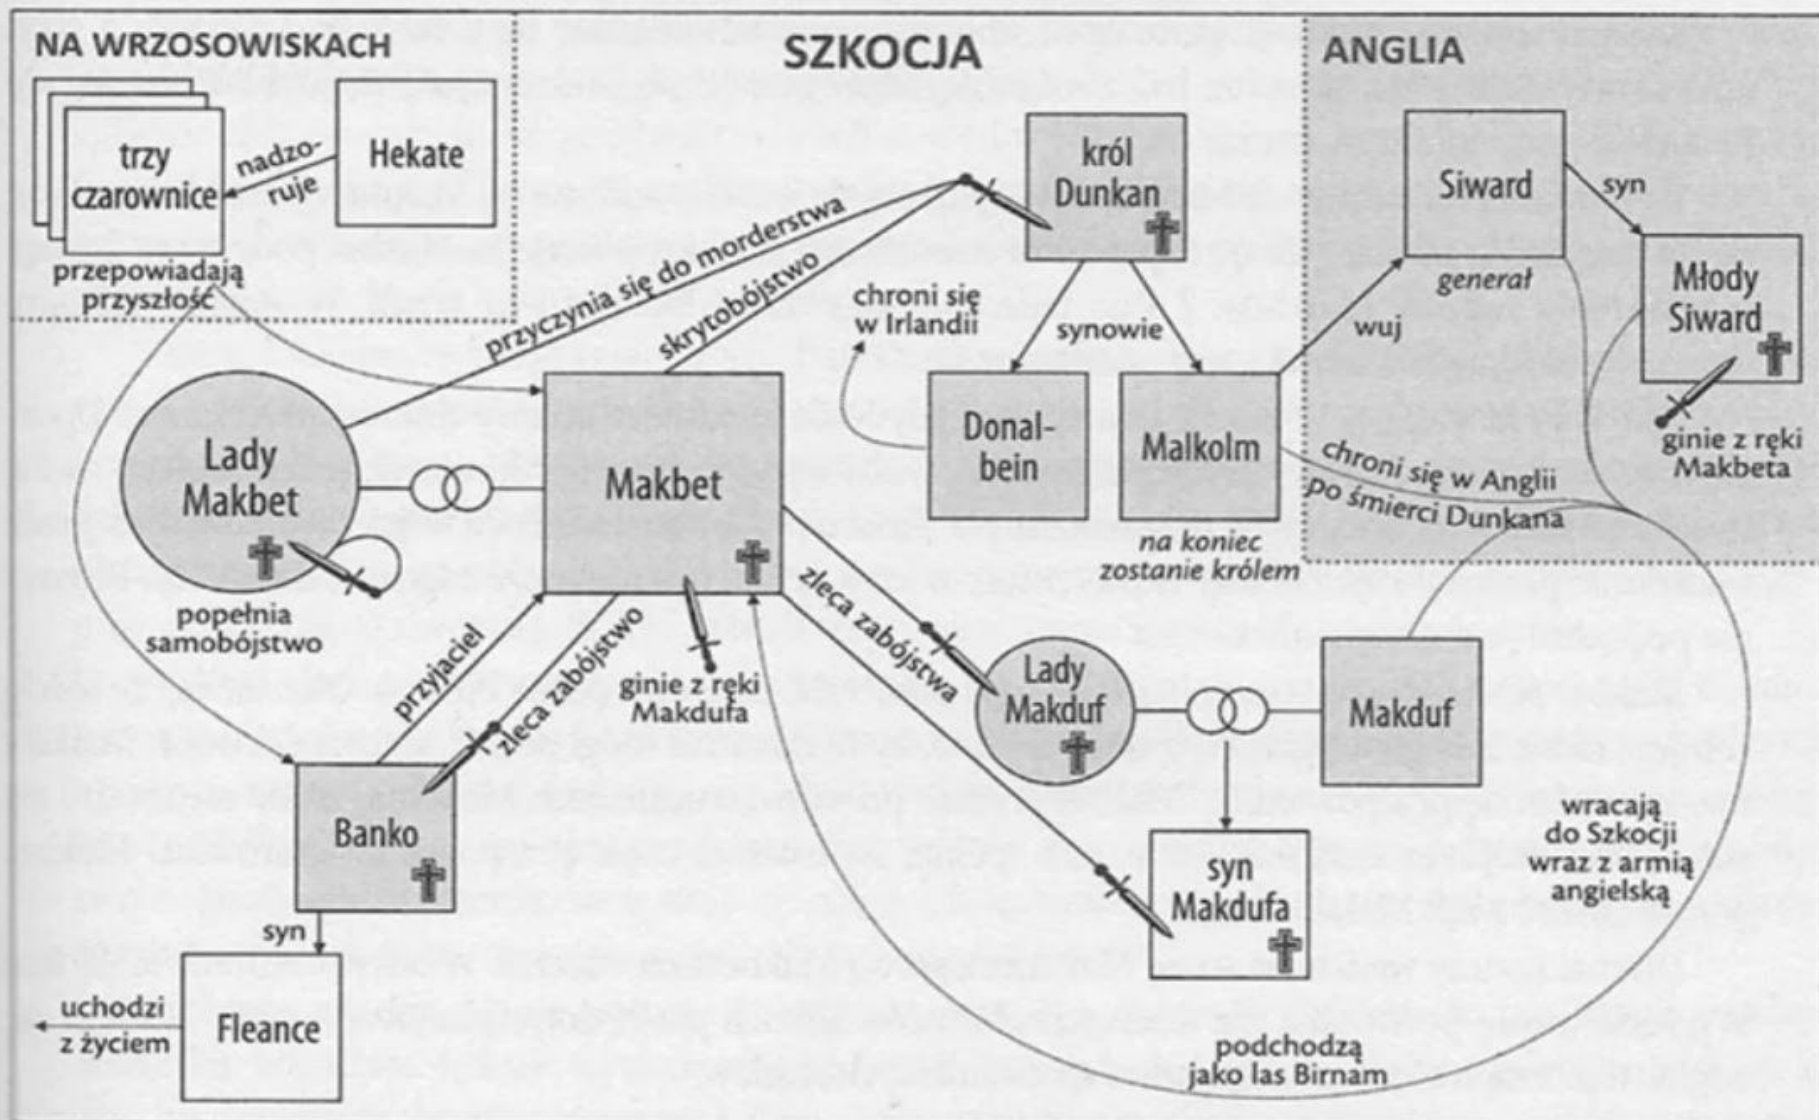 NA WRZOSOWISKACH
trzy
czarownice
nadzo-
ruje
Hekate
przepowiadają
przyszłość
SZKOCJA
król
Dunkan
przyczynia się do morderstwa
skrytobójstwo
chroni się
w Irlandii
synowie
ANGLIA
Siward
generał
syn
Młody
Siward
ginie z ręki
Makbeta
wuj
Lady
Makbet
popełnia
samobójstwo
Makbet
Donal-
bein
Malkolm
na koniec
zostanie królem
chroni się w Anglii
po śmierci Dunkana
przyjaciel
zleca zabójstwo
ginie z ręki
Makdufa
zleca zabójstwa
Lady
Makduf
Makduf
Banko
syn
Fleance
uchodzi
z życiem
syn
Makdufa
wracają
do Szkocji
wraz z armią
angielską
podchodzą
jako las Birnam